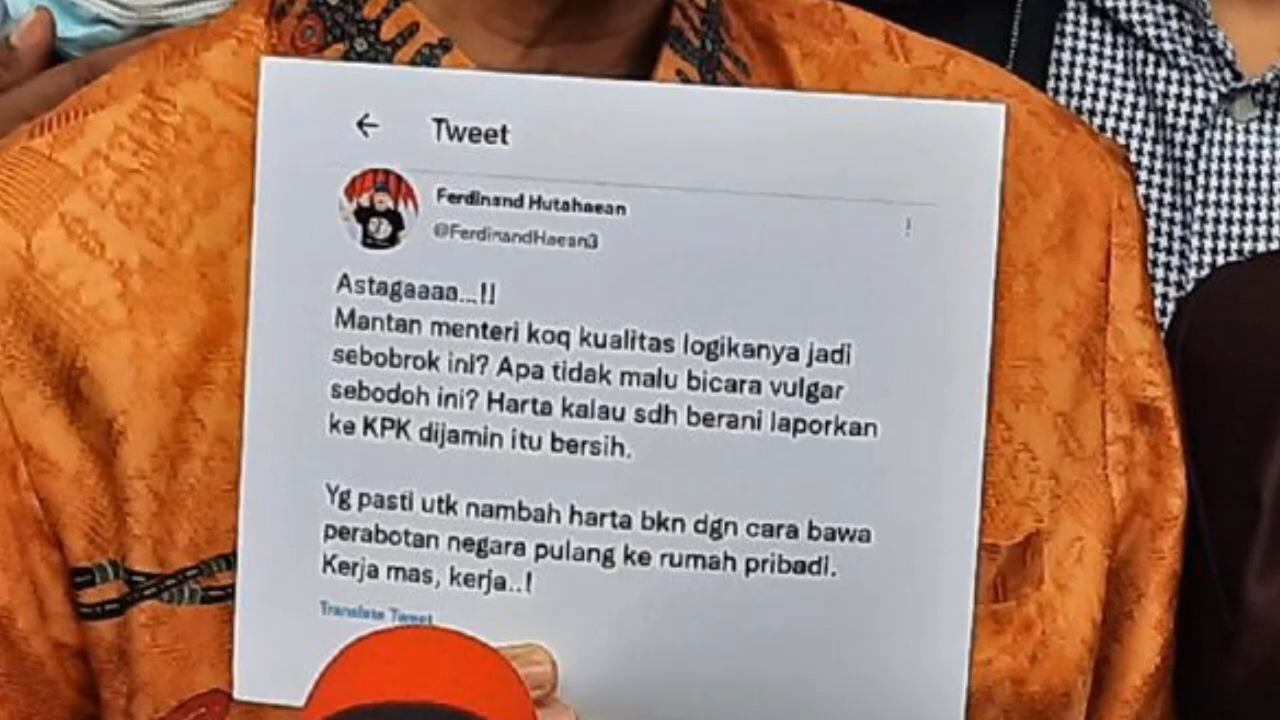 Tweet
Ferdinand Hutahaean
@FerdinandHaean3
Astagaaaa...!!
Mantan menteri koq kualitas logikanya jadi
sebobrok ini? Apa tidak malu bicara vulgar
sebodoh ini? Harta kalau sdh berani laporkan
ke KPK dijamin itu bersih.
Yg pasti utk nambah harta bkn dgn cara bawa
perabotan negara pulang ke rumah pribadi.
Kerja mas, kerja..!
Translate Tweet